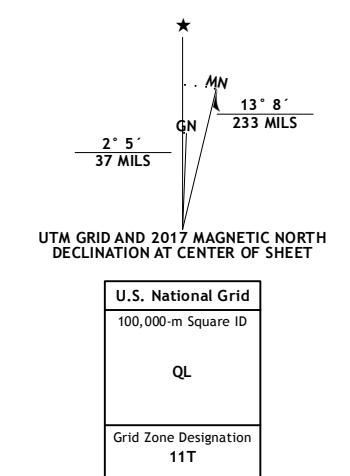 ★
MN
13° 8´
233 MILS
GN
2° 5´
37 MILS
UTM GRID AND 2017 MAGNETIC NORTH
DECLINATION AT CENTER OF SHEET
U.S. National Grid
100,000-m Square ID
QL
Grid Zone Designation
11T